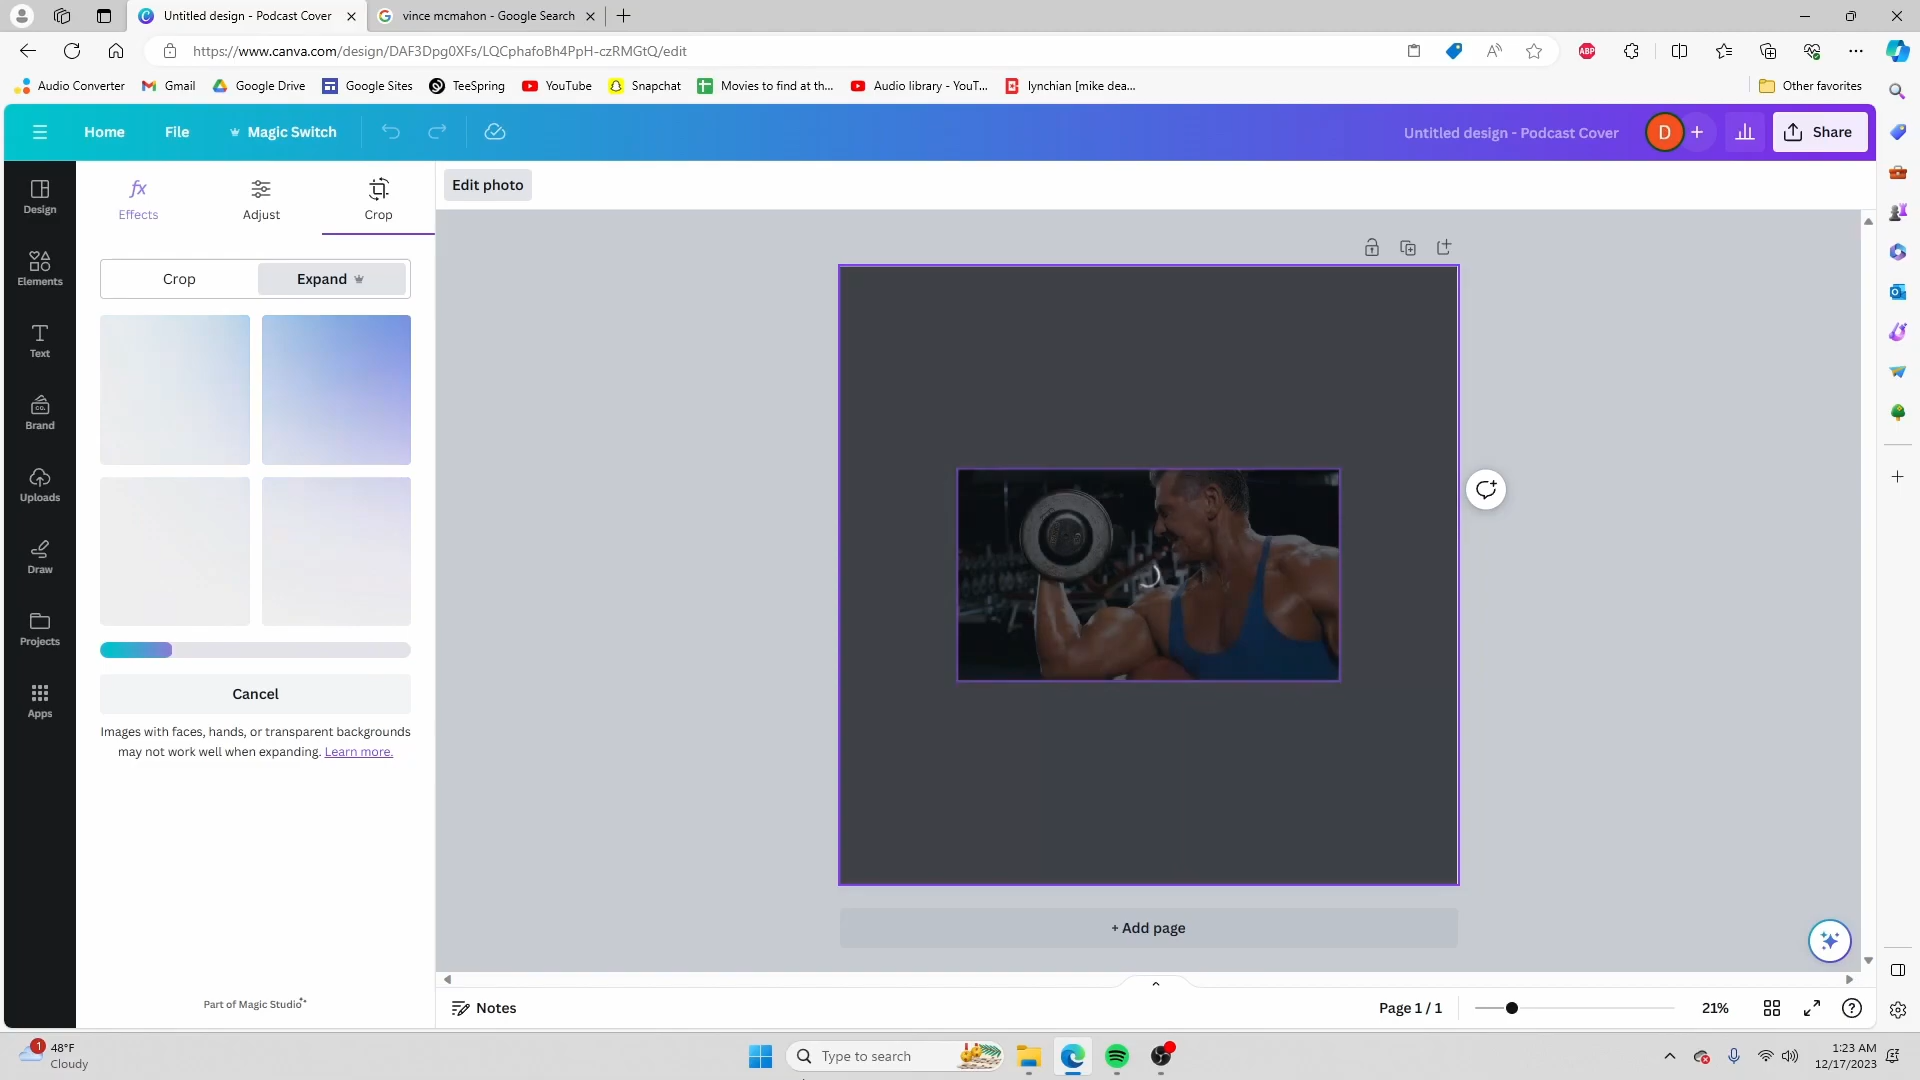 Untitled design - Podcast Cover
vince mcmahon - Google Search
https://www.canva.com/design/DAF3Dpg0XFs/LQCphafoBh4PpH-czRMGtQ/edit
ABP
Audio Converter
Gmail
Google Drive
Google Sites
TeeSpring
YouTube
Snapchat
Movies to find at th...
Audio library - YouT...
lynchian [mike dea...
Other favorites
Home
File
Magic Switch
Untitled design - Podcast Cover
D
Share
Design
Elements
Text
Brand
Uploads
Draw
Projects
Apps
Effects
Adjust
Crop
Edit photo
Crop
Expand
Cancel
Images with faces, hands, or transparent backgrounds
may not work well when expanding. Learn more.
Part of Magic Studio
+ Add page
Notes
Page 1 / 1
21%
1
48°F
Cloudy
Type to search
1:23 AM
12/17/2023